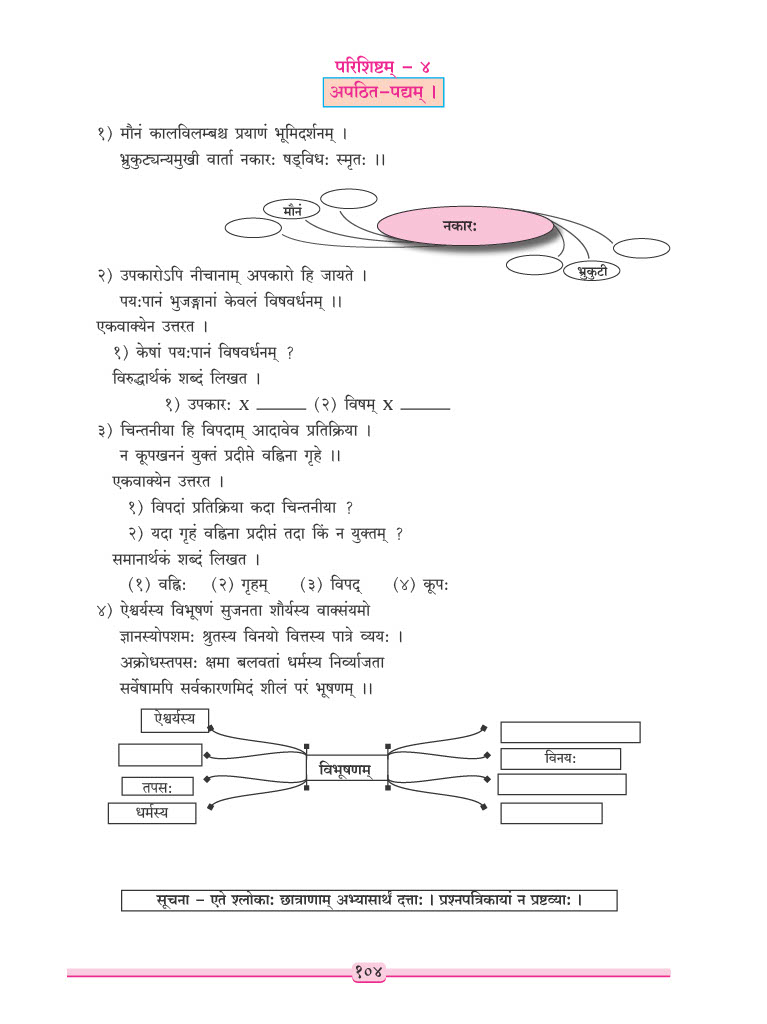 परिशिष्टम् – ४
अपठित–पद्यम् ।
१) मौनं कालविलम्बश्च प्रयाणं भूमिदर्शनम् ।
भ्रुकुट्यन्यमुखी वार्ता नकारः षड्विधः स्मृतः ।।
मौनं
नकारः
भ्रुकुटी
२) उपकारोऽपि नीचानाम् अपकारो हि जायते ।
पयःपानं भुजङ्गानां केवलं विषवर्धनम् ।।
एकवाक्येन उत्तरत ।
१) केषां पयःपानं विषवर्धनम् ?
विरुद्धार्थकं शब्दं लिखत ।
१) उपकारः X ______ (२) विषम् X ______
३) चिन्तनीया हि विपदाम् आदावेव प्रतिक्रिया ।
न कूपखननं युक्तं प्रदीप्ते वह्निना गृहे ।।
एकवाक्येन उत्तरत ।
१) विपदां प्रतिक्रिया कदा चिन्तनीया ?
२) यदा गृहं वह्निना प्रदीप्तं तदा किं न युक्तम् ?
समानार्थकं शब्दं लिखत ।
(१) वह्निः (२) गृहम् (३) विपद् (४) कूपः
४) ऐश्वर्यस्य विभूषणं सुजनता शौर्यस्य वाक्संयमो
ज्ञानस्योपशमः श्रुतस्य विनयो वित्तस्य पात्रे व्ययः ।
अक्रोधस्तपसः क्षमा बलवतां धर्मस्य निर्व्याजता
सर्वेषामपि सर्वकारणमिदं शीलं परं भूषणम् ।।
ऐश्वर्यस्य
विनयः
विभूषणम्
तपसः
धर्मस्य
सूचना – एते श्लोकाः छात्राणाम् अभ्यासार्थं दत्ताः । प्रश्नपत्रिकायां न प्रष्टव्याः ।
१०४